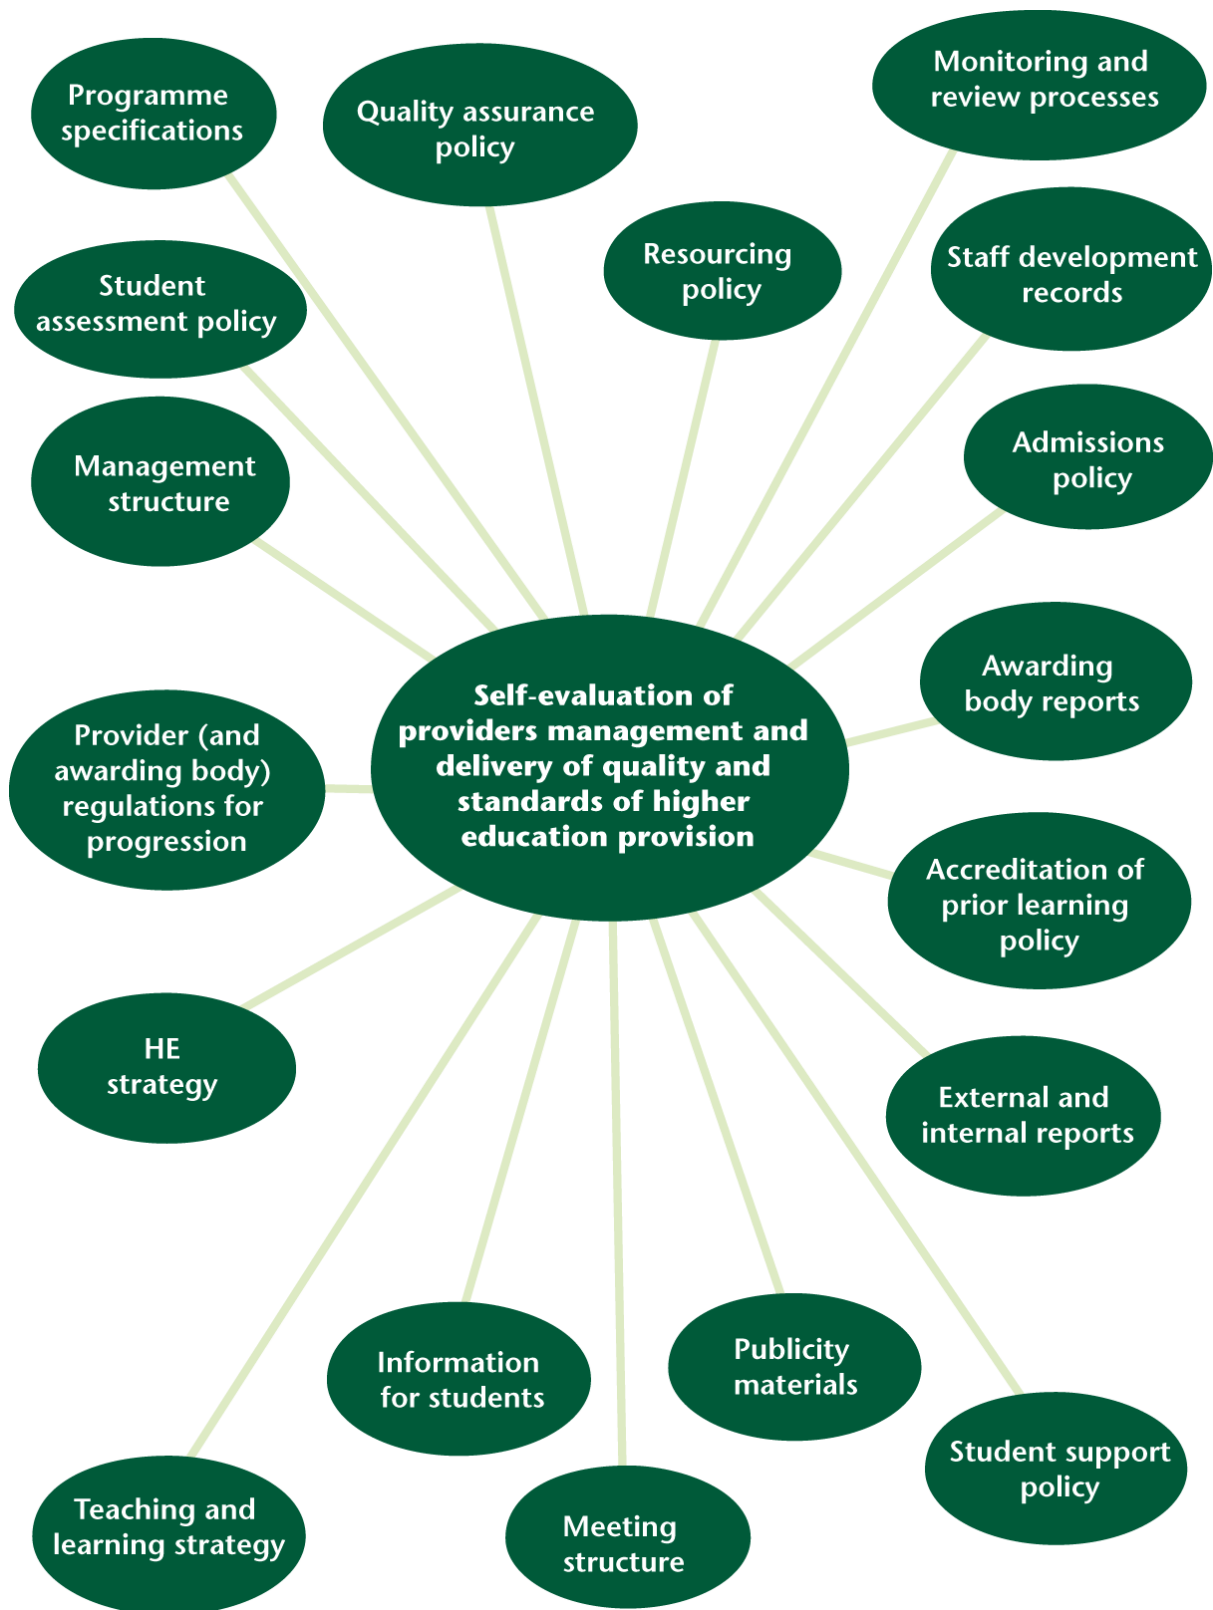 Programme
specifications
Quality assurance
policy
Monitoring and
review processes
Resourcing
policy
Staff development
records
Student
assessment policy
Management
structure
Admissions
policy
Self-evaluation of
providers management and
delivery of quality and
standards of higher
education provision
Awarding
body reports
Provider (and
awarding body)
regulations for
progression
Accreditation of
prior learning
policy
HE
strategy
External and
internal reports
Information
for students
Publicity
materials
Student support
policy
Teaching and
learning strategy
Meeting
structure